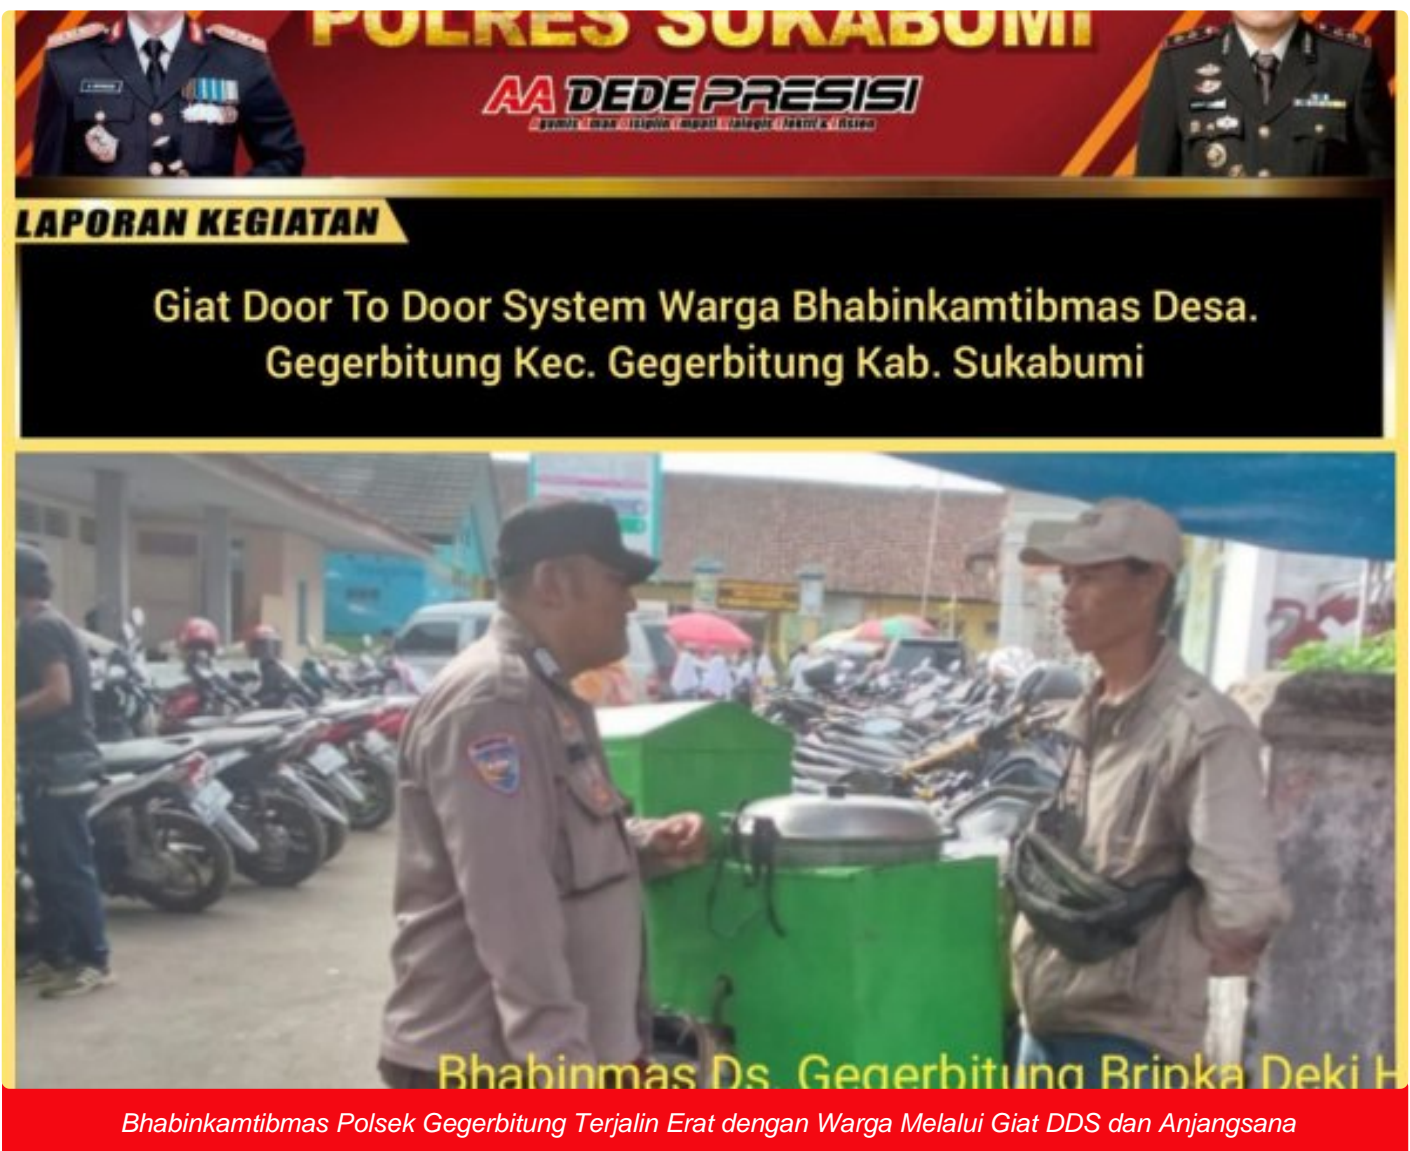 POLRES SUKABUMI
AA DEDE PRESISI
LAPORAN KEGIATAN
Giat Door To Door System Warga Bhabinkamtibmas Desa.
Gegerbitung Kec. Gegerbitung Kab. Sukabumi
Bhabinmas Ds. Gegerbitung Bripka Deki H
Bhabinkamtibmas Polsek Gegerbitung Terjalin Erat dengan Warga Melalui Giat DDS dan Anjangsana